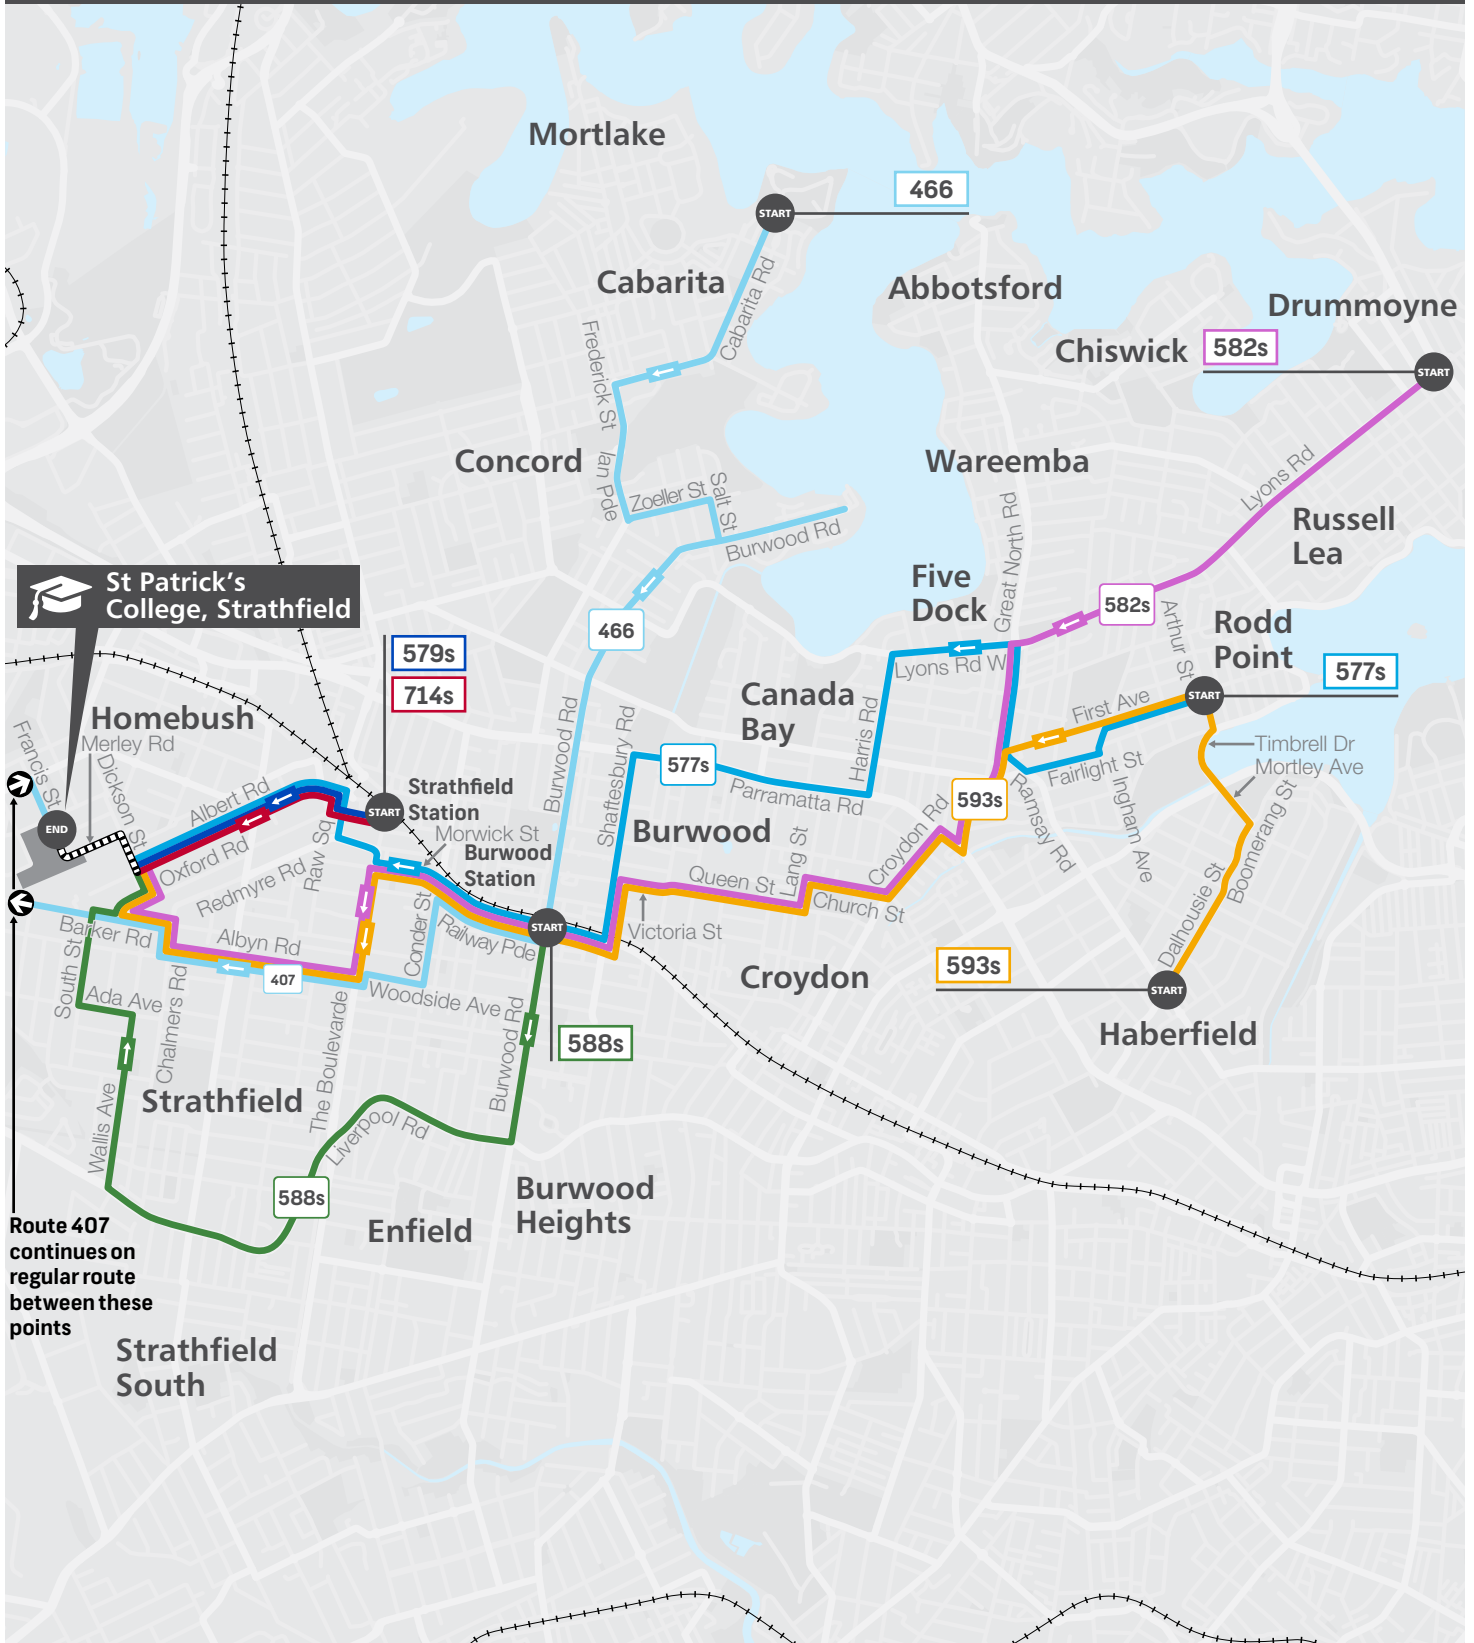 Mortlake
466
START
Cabarita
Abbotsford
Cabarita Rd
Drummoyne
Chiswick
582s
START
Frederick St
Concord
Wareemba
Ian Pde
Zoeller St
Salt St
Burwood Rd
Great North Rd
Lyons Rd
Russell
Lea
St Patrick's
College, Strathfield
Five
Dock
582s
Arthur St
Rodd
Point
466
579s
714s
Lyons Rd W
577s
START
Canada
Bay
Homebush
Merley Rd
Francis St
Dickson St
Burwood Rd
Shaftesbury Rd
Harris Rd
First Ave
Timbrell Dr
Mortley Ave
577s
Fairlight St
Parramatta Rd
Albert Rd
Strathfield
Station
START
END
593s
Ramsay Rd
Ingham Ave
Boomerang St
Burwood
Morwick St
Burwood
Station
Raw Sq
Oxford Rd
Redmyre Rd
Croydon Rd
Lang St
Queen St
Church St
Dalhousie St
Conder St
Railway Pde
START
Victoria St
Barker Rd
Albyn Rd
407
South St
Ada Ave
Chalmers Rd
The Boulevarde
Woodside Ave
Croydon
593s
START
Haberfield
Burwood Rd
588s
Strathfield
Wallis Ave
Liverpool Rd
588s
Burwood
Heights
Enfield
Route 407
continues on
regular route
between these
points
Strathfield
South